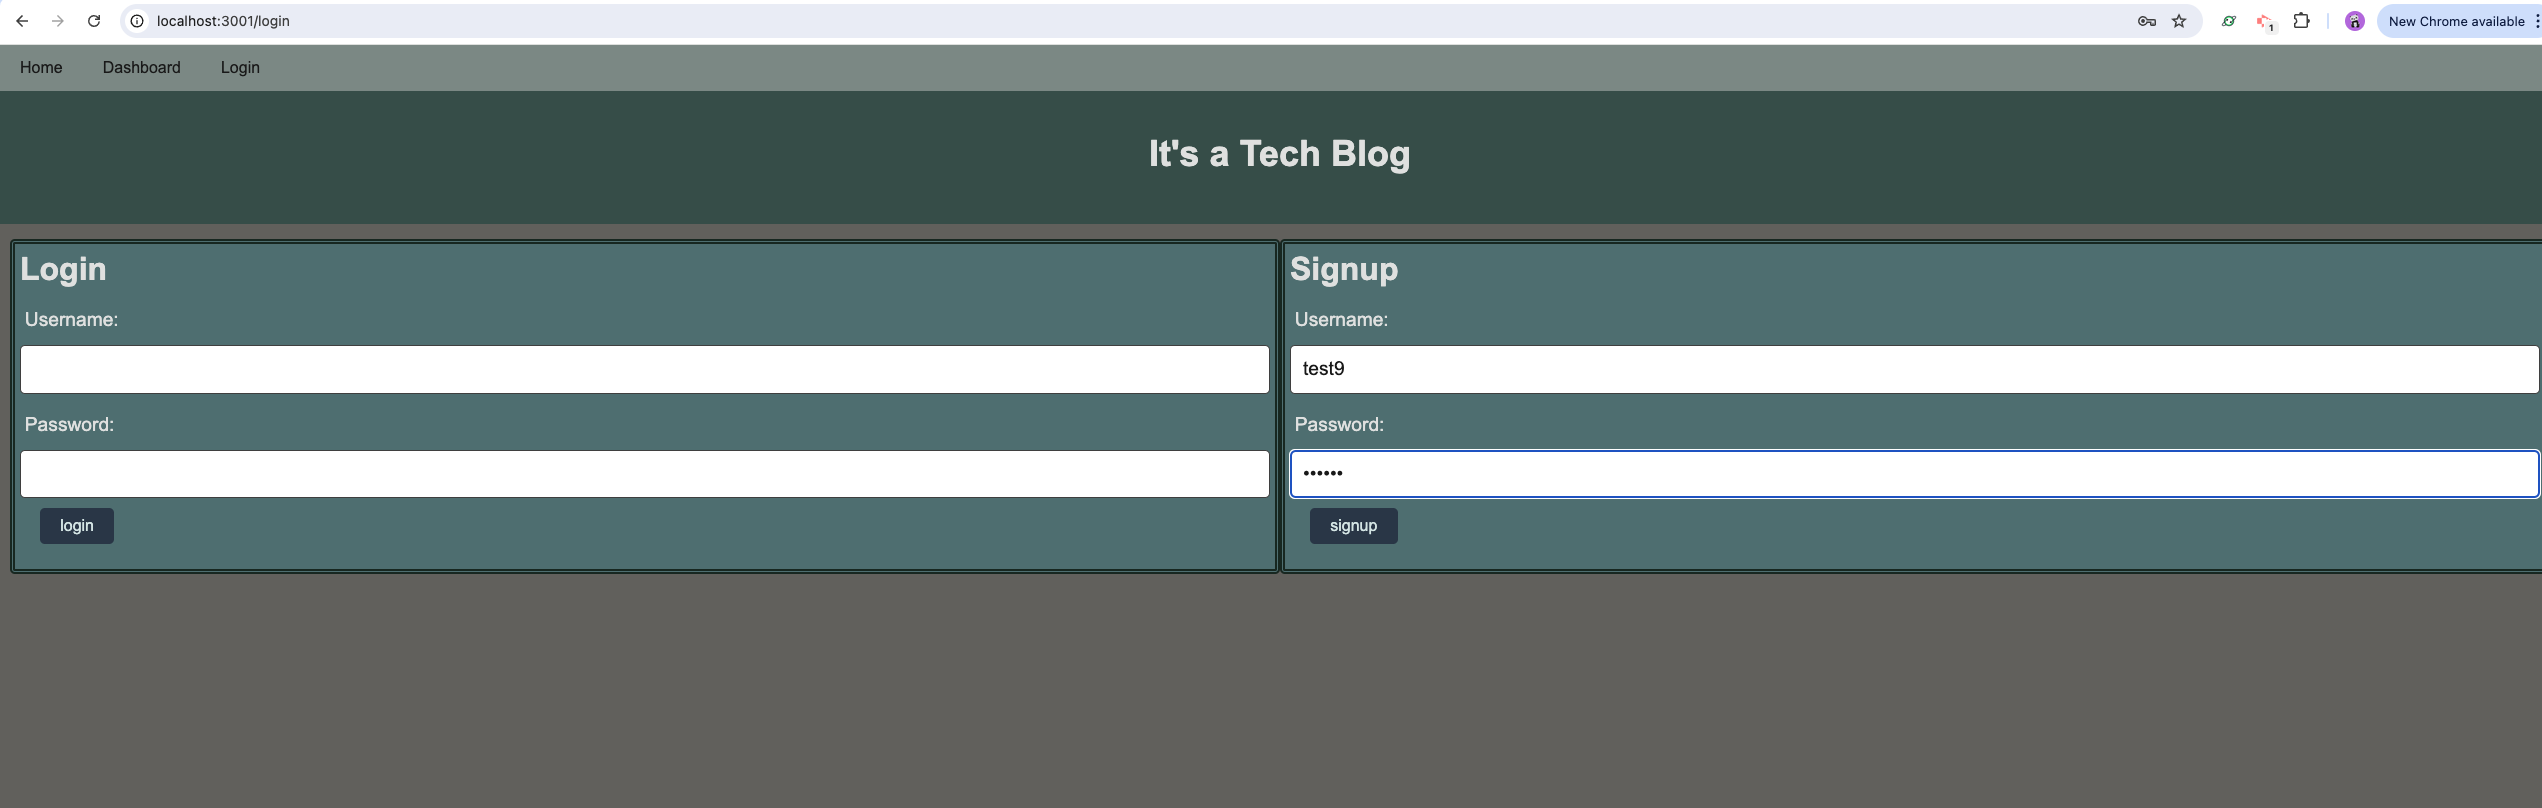 localhost:3001/login
1
New Chrome available
Home Dashboard Login
It's a Tech Blog
Login
Username:
Password:
login
Signup
Username:
test9
Password:
••••••
signup